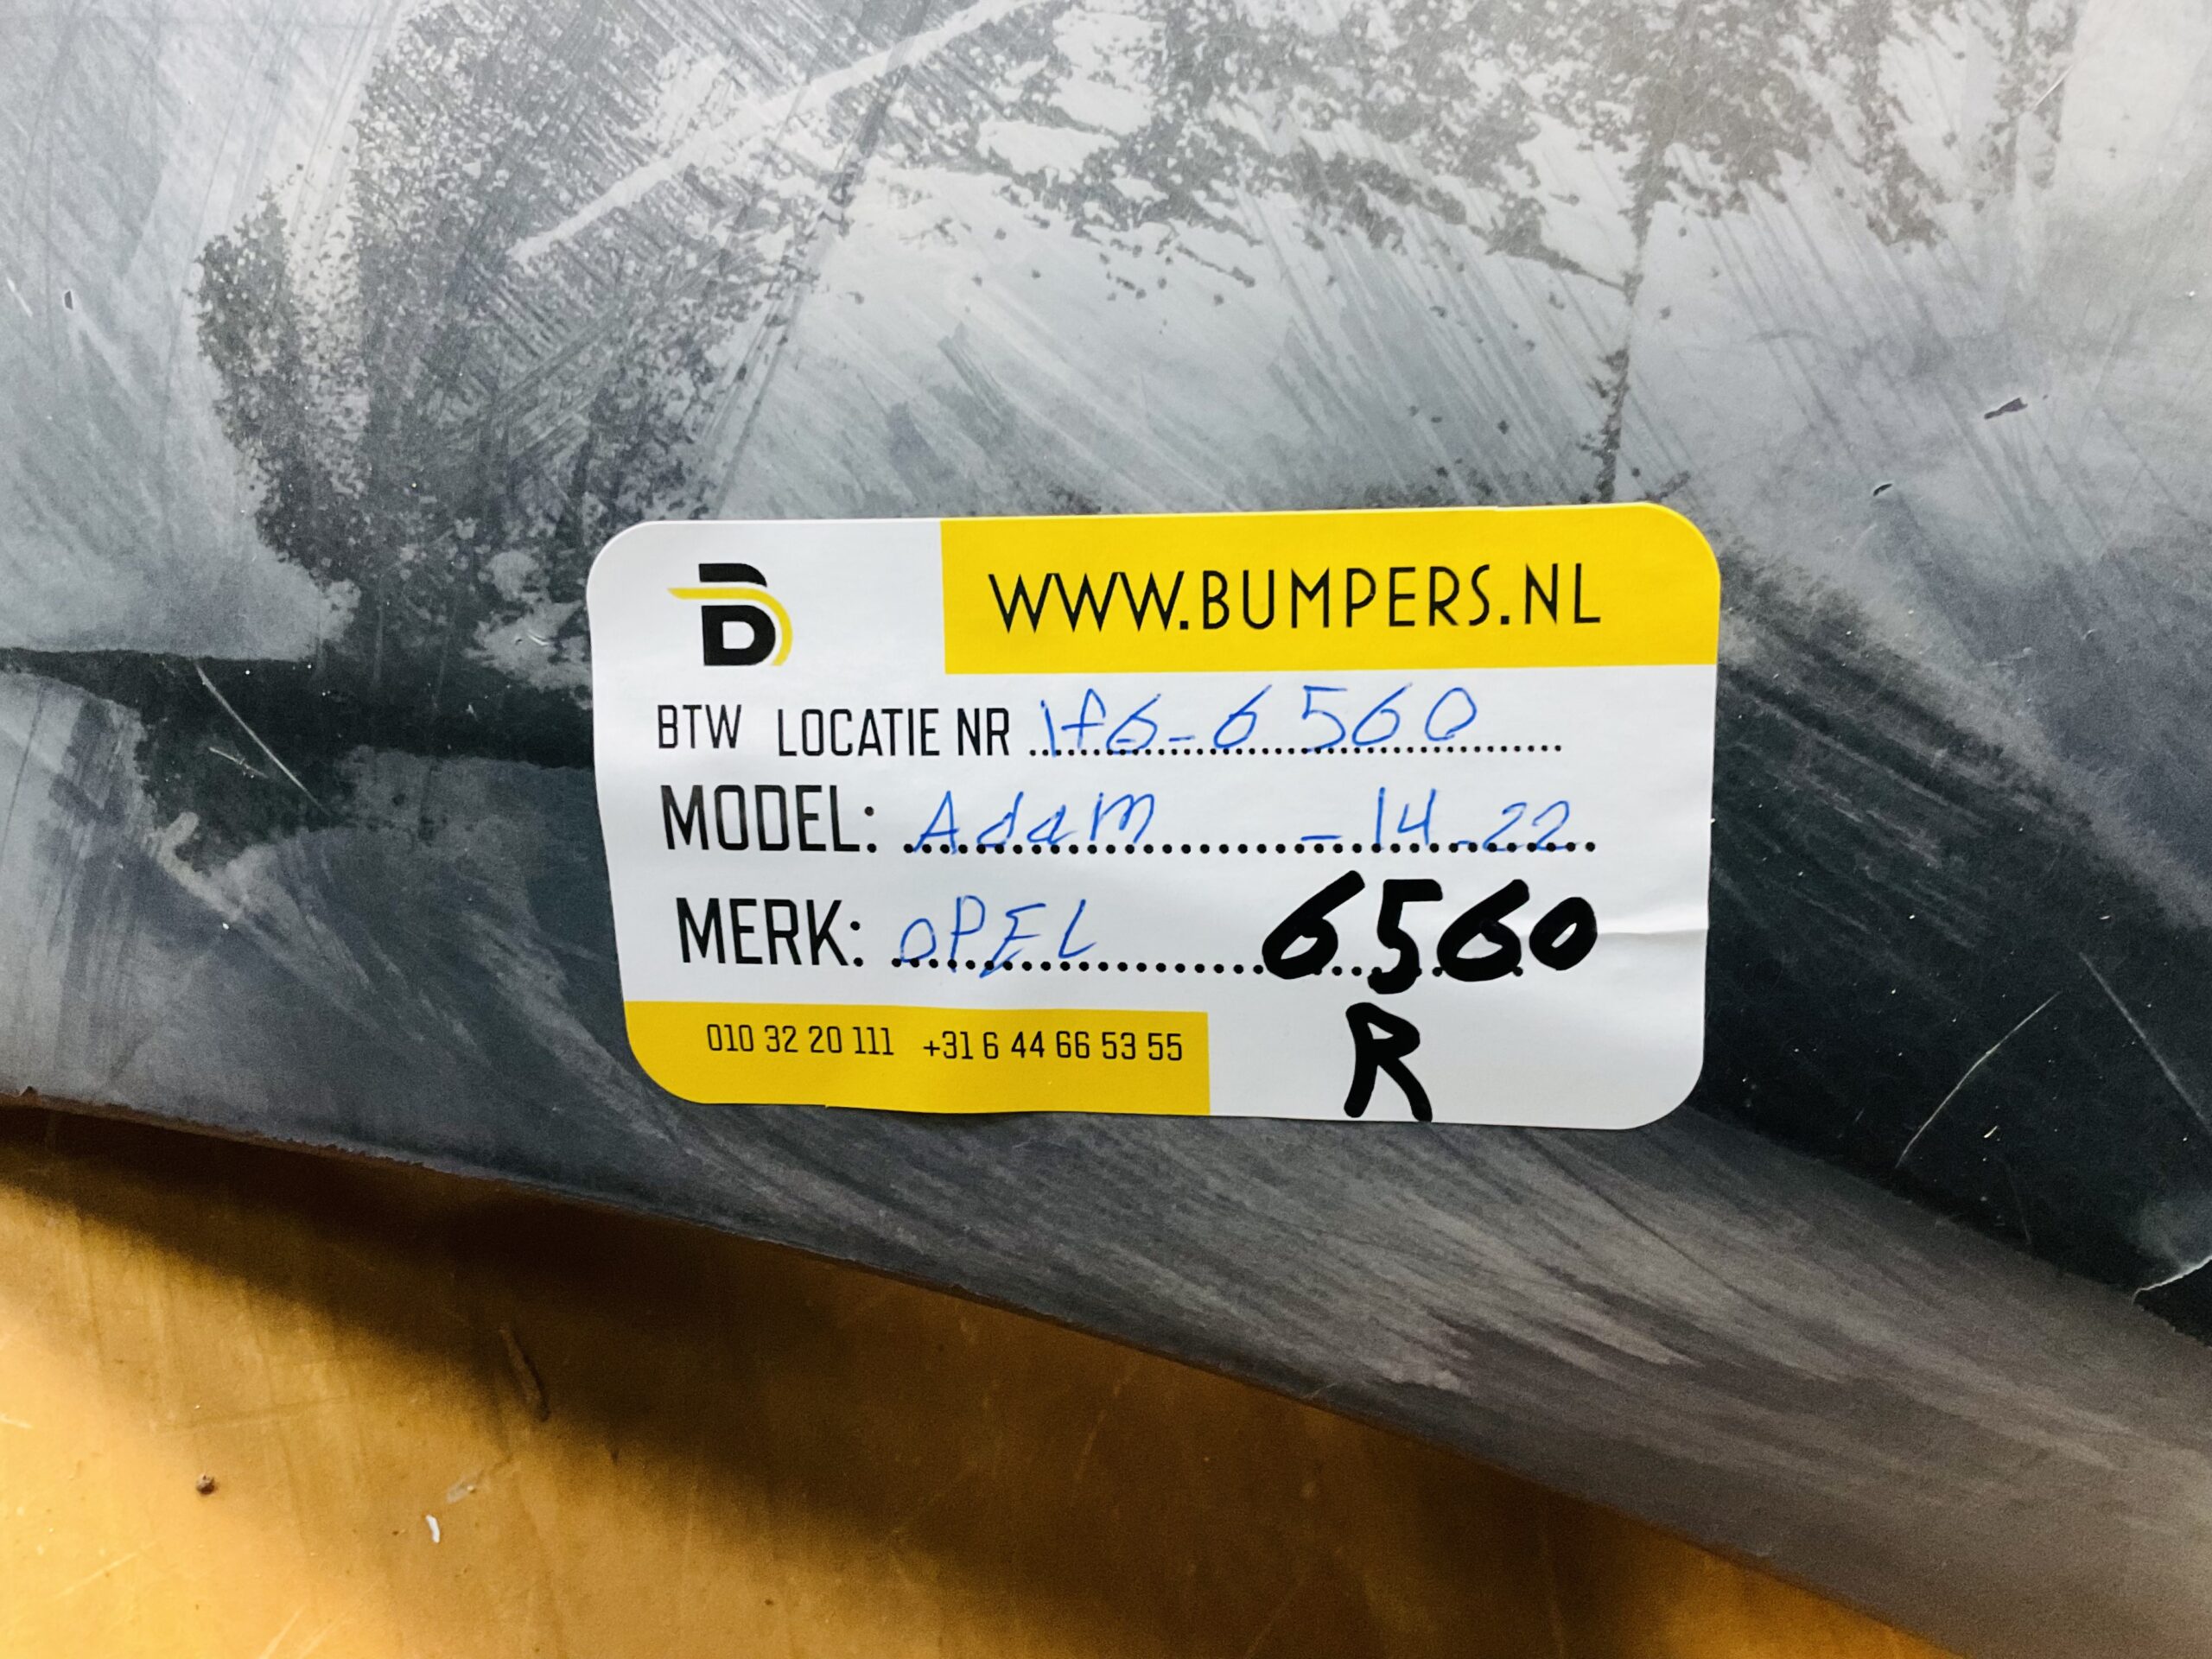 B
WWW.BUMPERS.NL
BTW LOCATIE NR 1f6-6560
MODEL: Adam - 14-22
MERK: OPEL 6560
R
010 32 20 111 +31 6 44 66 53 55